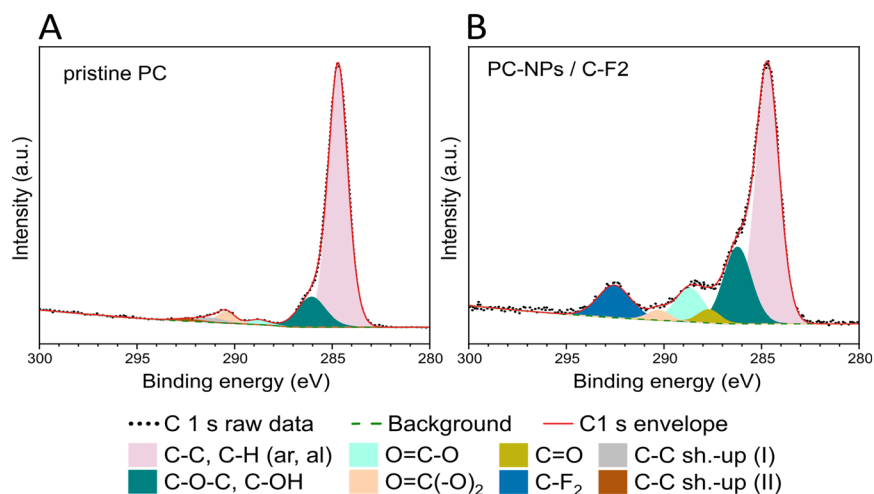 A
B
pristine PC
PC-NPs / C-F2
Intensity (a.u.)
Intensity (a.u.)
300 295 290 285 280
300 295 290 285 280
Binding energy (eV)
Binding energy (eV)
C 1 s raw data
Background
C1 s envelope
C-C, C-H (ar, al)
O=C-O
C=O
C-C sh.-up (I)
C-O-C, C-OH
O=C(-O)₂
C-F₂
C-C sh.-up (II)